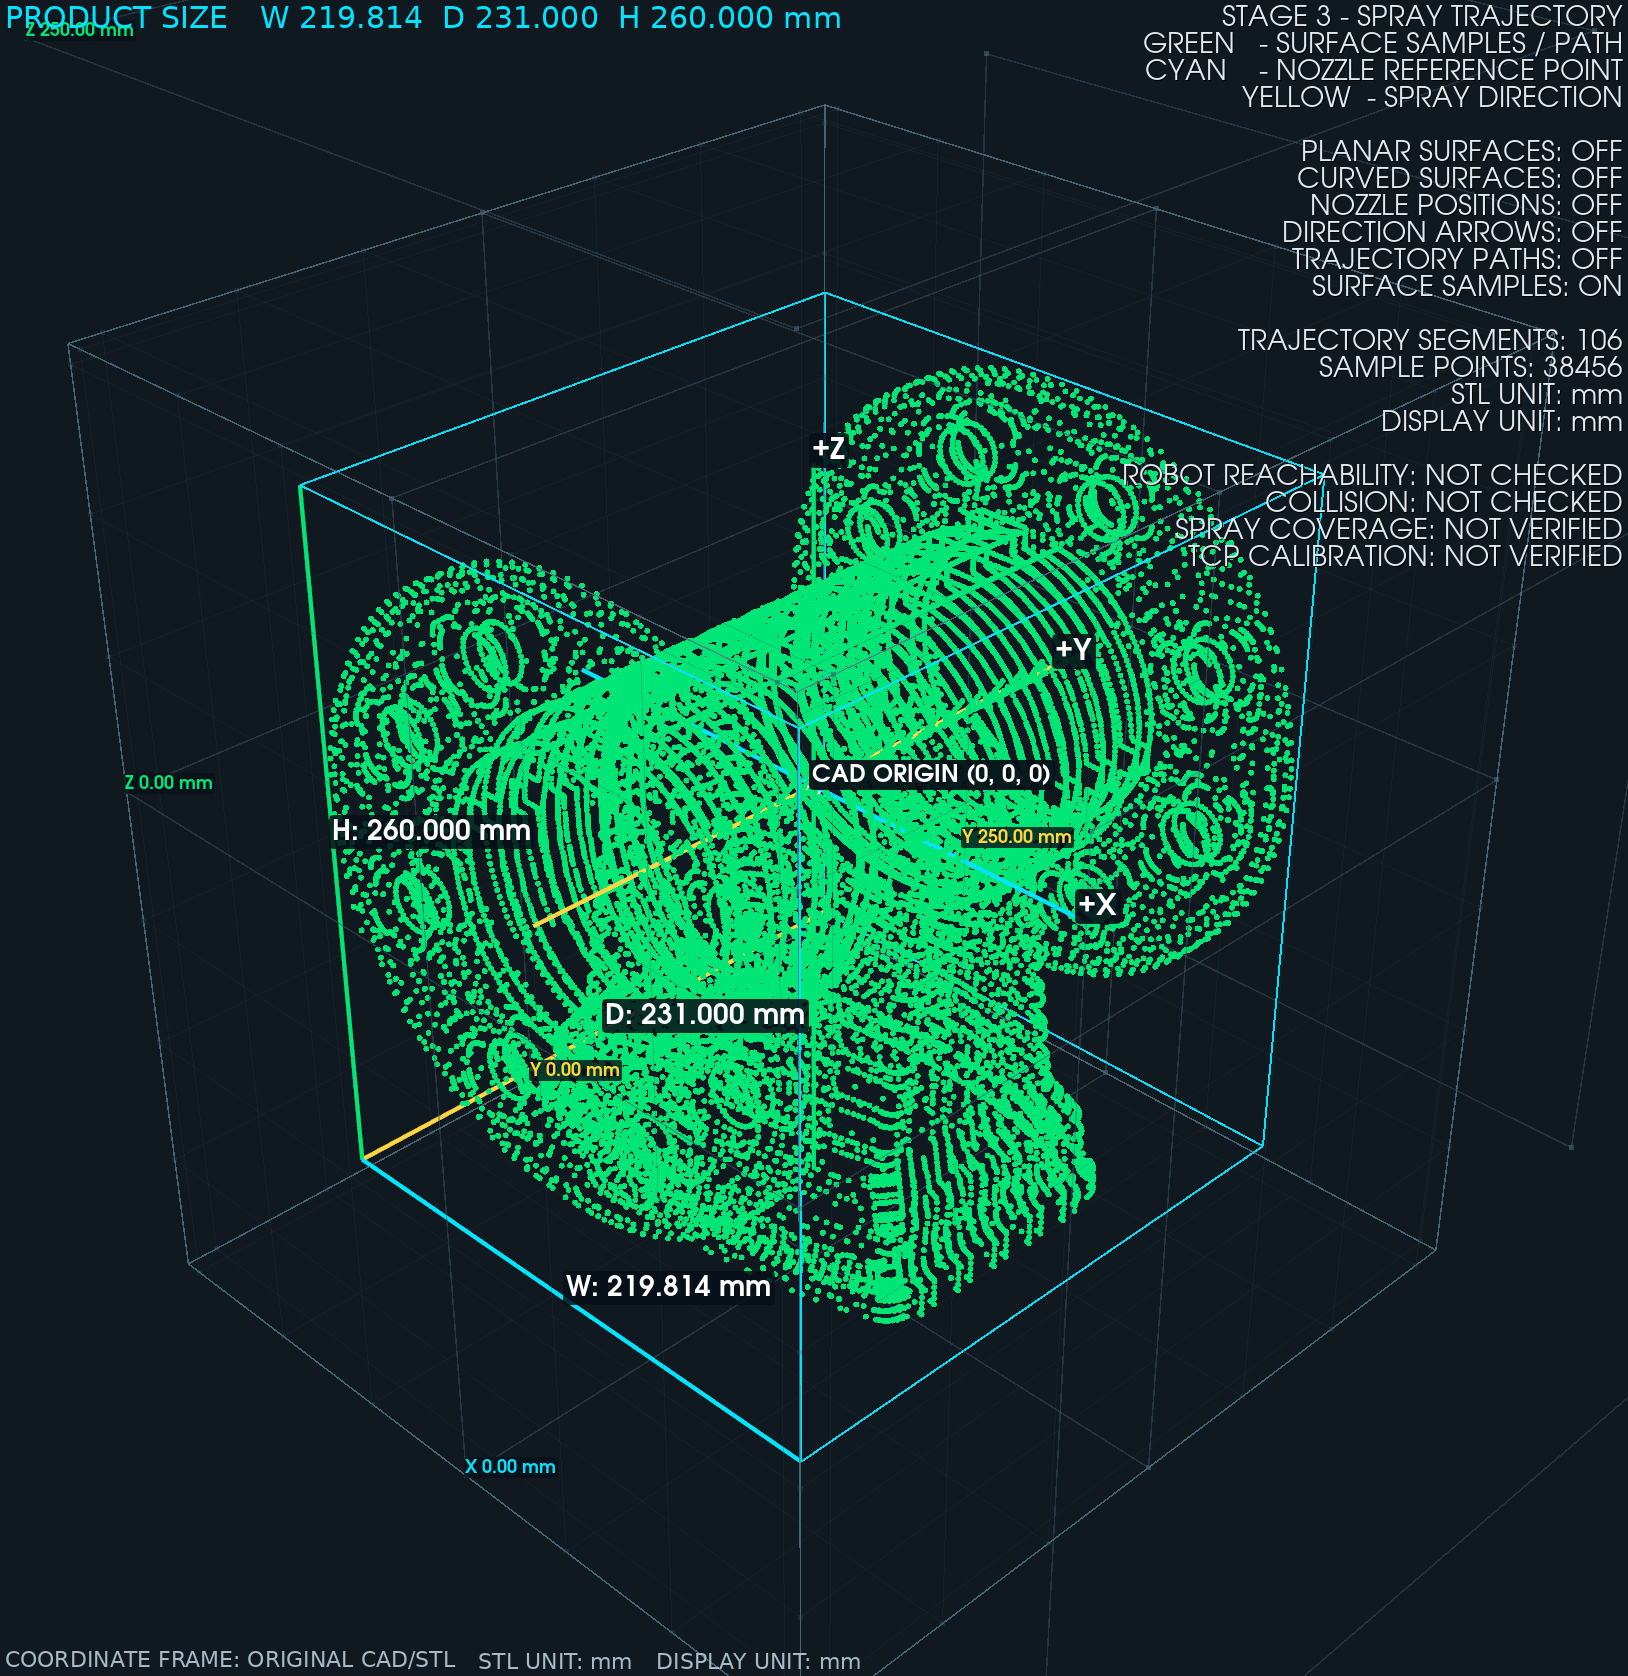 PRODUCT SIZE W 219.814 D 231.000 H 260.000 mm
Z 250.00 mm
STAGE 3 - SPRAY TRAJECTORY
GREEN - SURFACE SAMPLES / PATH
CYAN - NOZZLE REFERENCE POINT
YELLOW - SPRAY DIRECTION
PLANAR SURFACES: OFF
CURVED SURFACES: OFF
NOZZLE POSITIONS: OFF
DIRECTION ARROWS: OFF
TRAJECTORY PATHS: OFF
SURFACE SAMPLES: ON
TRAJECTORY SEGMENTS: 106
SAMPLE POINTS: 38456
STL UNIT: mm
DISPLAY UNIT: mm
ROBOT REACHABILITY: NOT CHECKED
COLLISION: NOT CHECKED
SPRAY COVERAGE: NOT VERIFIED
TCP CALIBRATION: NOT VERIFIED
+Z
+Y
CAD ORIGIN (0, 0, 0)
Z 0.00 mm
H: 260.000 mm
Y 250.00 mm
+X
D: 231.000 mm
Y 0.00 mm
W: 219.814 mm
X 0.00 mm
COORDINATE FRAME: ORIGINAL CAD/STL STL UNIT: mm DISPLAY UNIT: mm